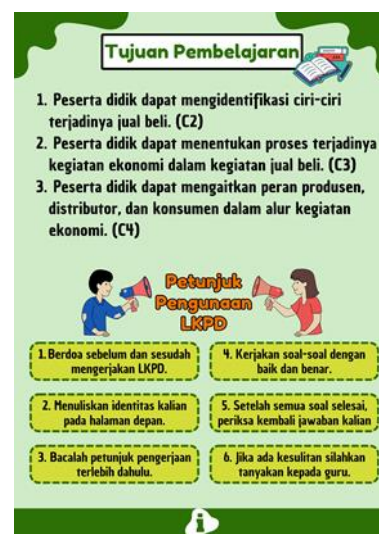 Tujuan Pembelajaran
1. Peserta didik dapat mengidentifikasi ciri-ciri
terjadinya jual beli. (C2)
2. Peserta didik dapat menentukan proses terjadinya
kegiatan ekonomi dalam kegiatan jual beli. (C3)
3. Peserta didik dapat mengaitkan peran produsen,
distributor, dan konsumen dalam alur kegiatan
ekonomi. (C4)
Petunjuk
Pengunaan
LKPD
1. Berdoa sebelum dan sesudah
mengerjakan LKPD.
2. Menuliskan identitas kalian
pada halaman depan.
3. Bacalah petunjuk pengerjaan
terlebih dahulu.
4. Kerjakan soal-soal dengan
baik dan benar.
5. Setelah semua soal selesai,
periksa kembali jawaban kalian
6. Jika ada kesulitan silahkan
tanyakan kepada guru.
i